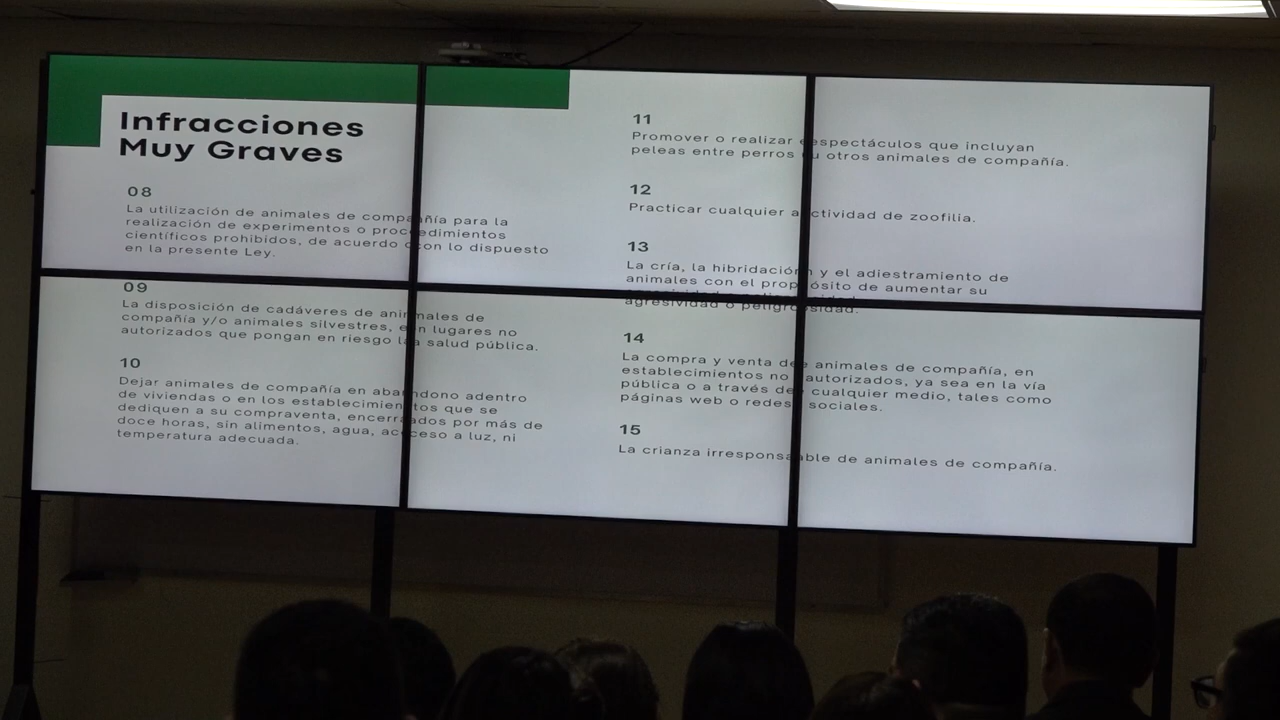 Infracciones
Muy Graves
08
La utilización de animales de compañía para la
realización de experimentos o procedimientos
científicos prohibidos, de acuerdo con lo dispuesto
en la presente Ley.
09
La disposición de cadáveres de animales de
compañía y/o animales silvestres, en lugares no
autorizados que pongan en riesgo la salud pública.
10
Dejar animales de compañía en abandono adentro
de viviendas o en los establecimientos que se
dediquen a su compraventa, encerrados por más de
doce horas, sin alimentos, agua, acceso a luz, ni
temperatura adecuada.
11
Promover o realizar espectáculos que incluyan
peleas entre perros u otros animales de compañía.
12
Practicar cualquier actividad de zoofilia.
13
La cría, la hibridación y el adiestramiento de
animales con el propósito de aumentar su
agresividad o peligrosidad.
14
La compra y venta de animales de compañía, en
establecimientos no autorizados, ya sea en la vía
pública o a través de cualquier medio, tales como
páginas web o redes sociales.
15
La crianza irresponsable de animales de compañía.